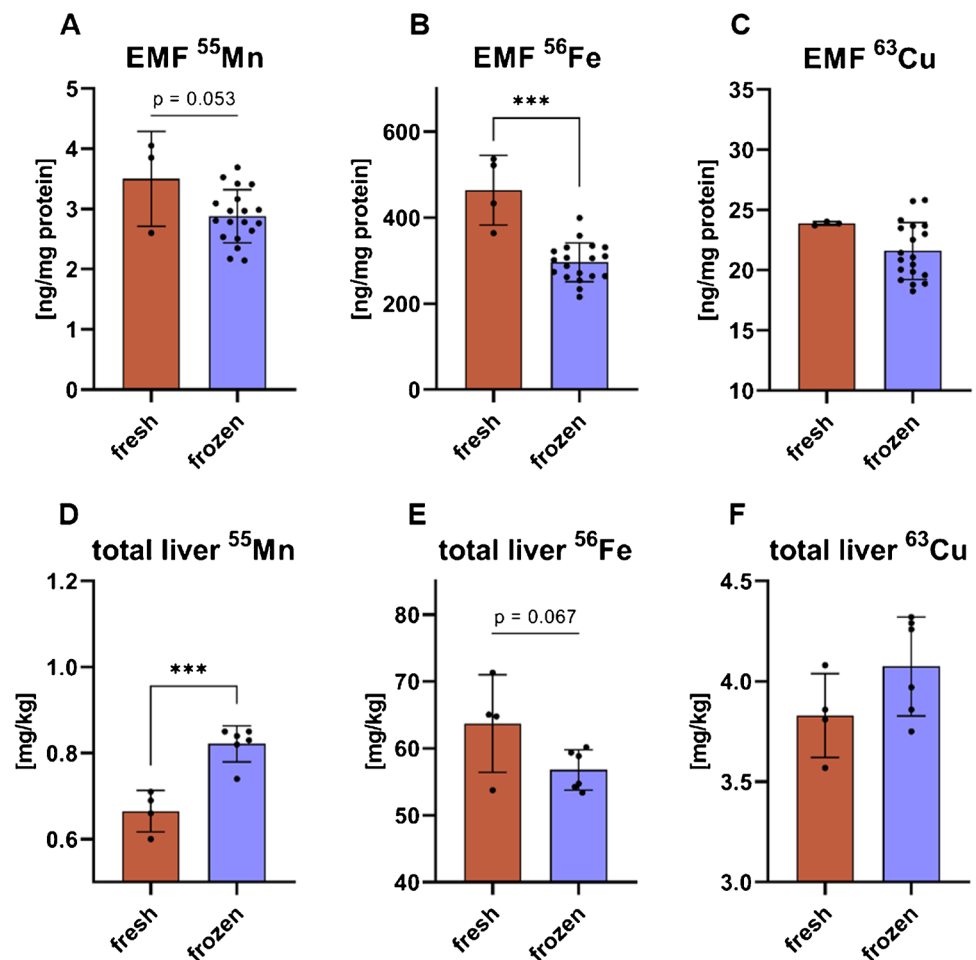 A
EMF ⁵⁵Mn
[ng/mg protein]
5
4
3
2
1
0
p = 0.053
fresh
frozen
B
EMF ⁵⁶Fe
[ng/mg protein]
600
400
200
0
***
fresh
frozen
C
EMF ⁶³Cu
[ng/mg protein]
35
30
25
20
15
10
fresh
frozen
D
total liver ⁵⁵Mn
[mg/kg]
1.2
1.0
0.8
0.6
***
fresh
frozen
E
total liver ⁵⁶Fe
[mg/kg]
80
70
60
50
40
p = 0.067
fresh
frozen
F
total liver ⁶³Cu
[mg/kg]
4.5
4.0
3.5
3.0
fresh
frozen